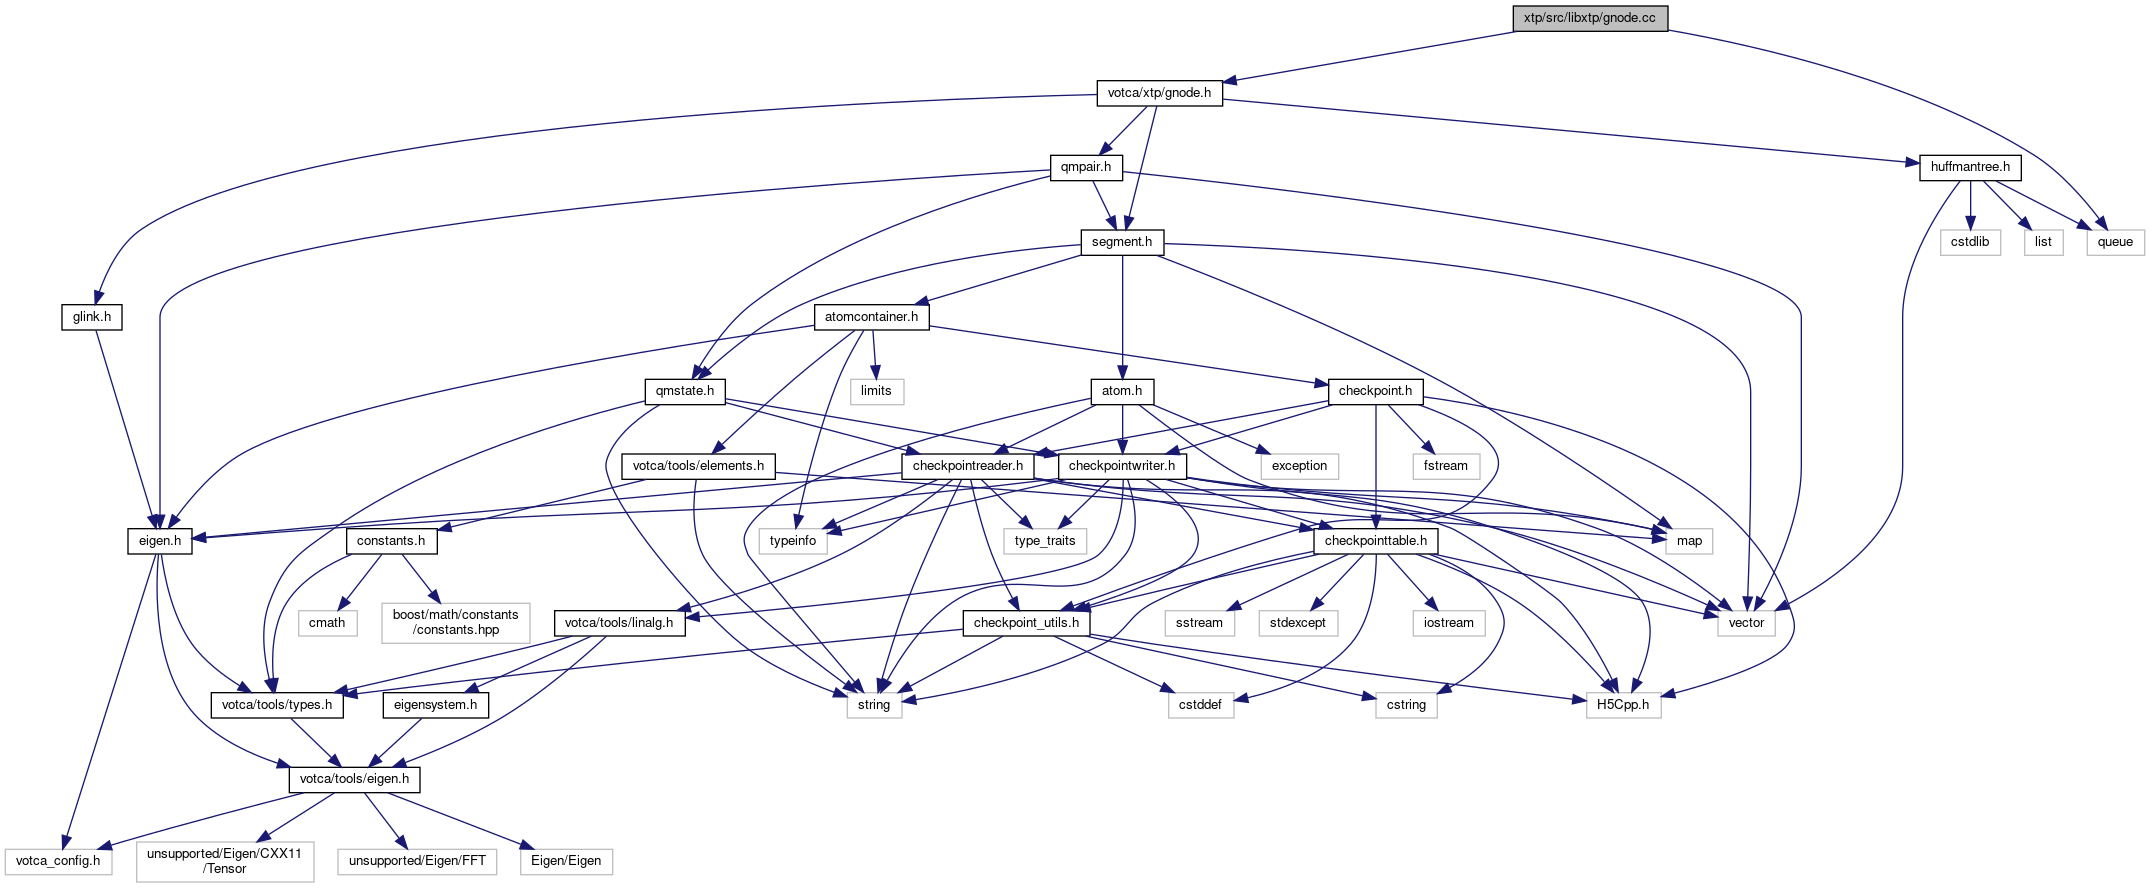 xtp/src/libxtp/gnode.cc
votca/xtp/gnode.h
qmpair.h
huffmantree.h
segment.h
cstdlib
list
queue
glink.h
atomcontainer.h
qmstate.h
limits
atom.h
checkpoint.h
votca/tools/elements.h
checkpointreader.h
checkpointwriter.h
exception
fstream
eigen.h
constants.h
typeinfo
type_traits
checkpointtable.h
map
cmath
boost/math/constants
/constants.hpp
votca/tools/linalg.h
checkpoint_utils.h
sstream
stdexcept
iostream
vector
votca/tools/types.h
eigensystem.h
string
cstddef
cstring
H5Cpp.h
votca/tools/eigen.h
votca_config.h
unsupported/Eigen/CXX11
/Tensor
unsupported/Eigen/FFT
Eigen/Eigen